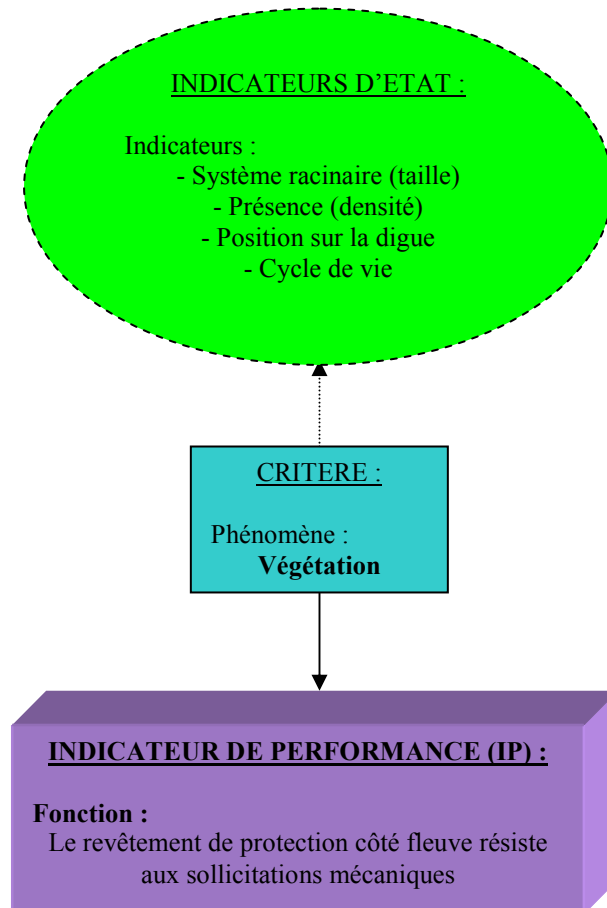 INDICATEURS D'ETAT :
Indicateurs :
- Système racinaire (taille)
- Présence (densité)
- Position sur la digue
- Cycle de vie
CRITERE :
Phénomène :
Végétation
INDICATEUR DE PERFORMANCE (IP) :
Fonction :
Le revêtement de protection côté fleuve résiste
aux sollicitations mécaniques